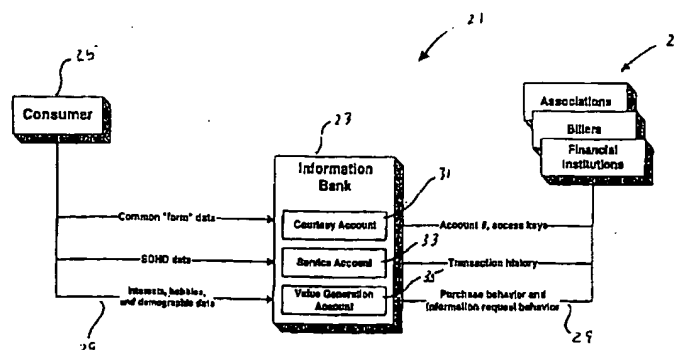 21
25
2
Consumer
Associations
Billers
Financial
Institutions
23
Information
Bank
31
Common "form" data
Courtesy Account
Account #, access keys
33
SOHO data
Service Account
Transaction history
35
Interests, hobbies,
and demographic data
Value Generation
Account
Purchase behavior and
information request behavior
29
29